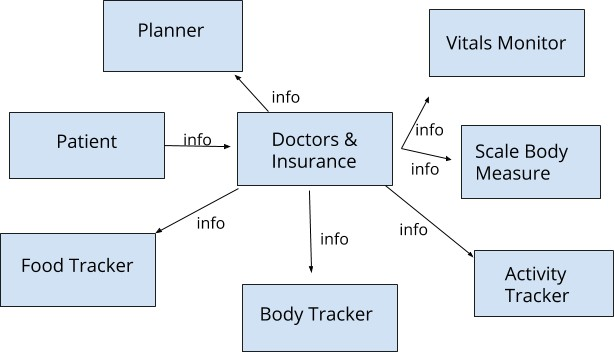 Planner
Vitals Monitor
info
Patient
info
Doctors &
Insurance
info
info
Scale Body
Measure
info
info
info
Food Tracker
Body Tracker
Activity
Tracker